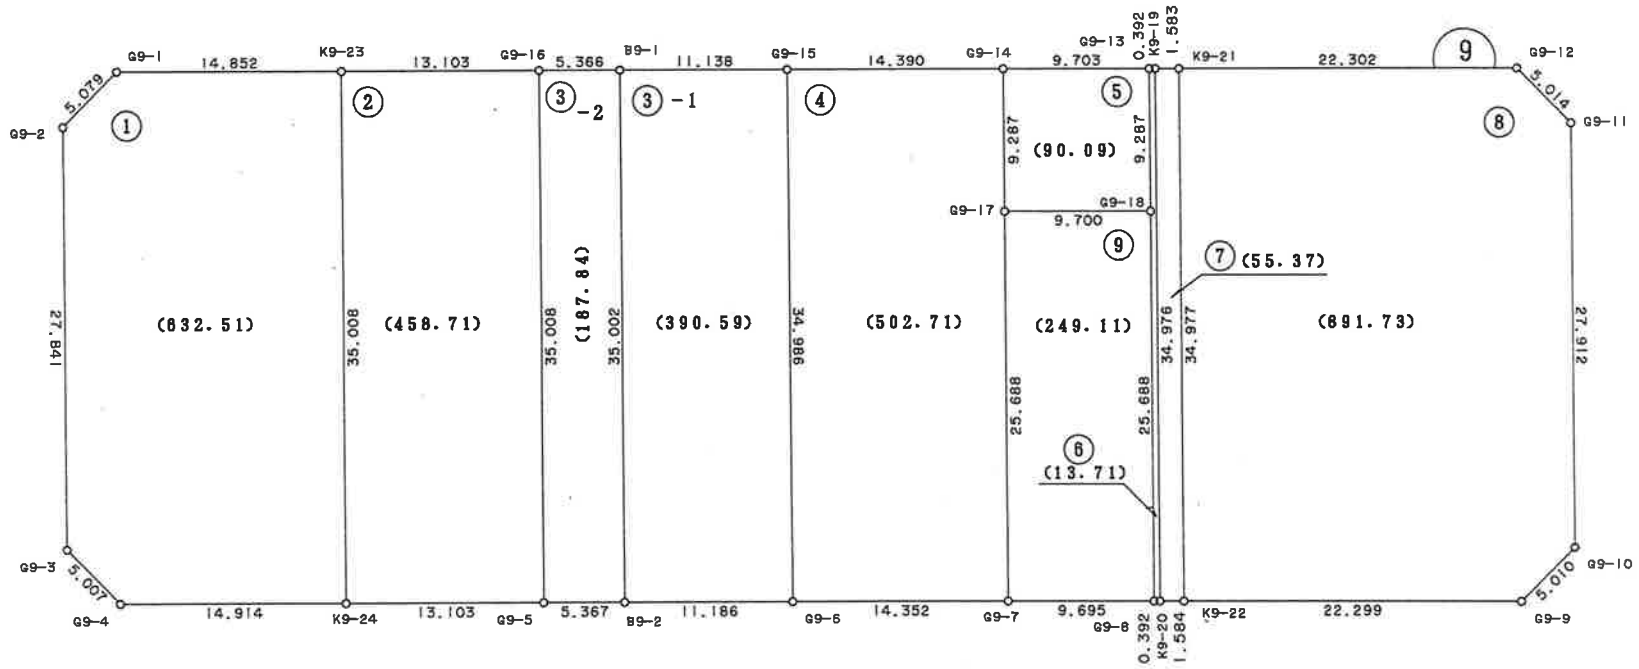 G9-1
14.852
K9-23
13.103
G9-16
5.366
B9-1
11.138
G9-15
14.390
G9-14
9.703
G9-13
0.392
K9-19
1.583
K9-21
22.302
9
G9-12
5.079
5.014
G9-2
G9-11
①
②
③-2
③-1
④
⑤
⑧
9.287
(90.09)
9.287
G9-17
9.700
G9-18
⑨
⑦ (55.37)
27.841
(632.51)
35.008
(458.71)
35.008
(187.84)
35.002
(390.59)
34.986
(502.71)
(249.11)
34.976
34.977
(691.73)
27.912
25.688
25.688
⑥
(13.71)
G9-3
5.007
G9-10
5.010
G9-4
14.914
K9-24
13.103
G9-5
5.367
B9-2
11.186
G9-6
14.352
G9-7
9.695
G9-8
0.392
K9-20
1.584
K9-22
22.299
G9-9